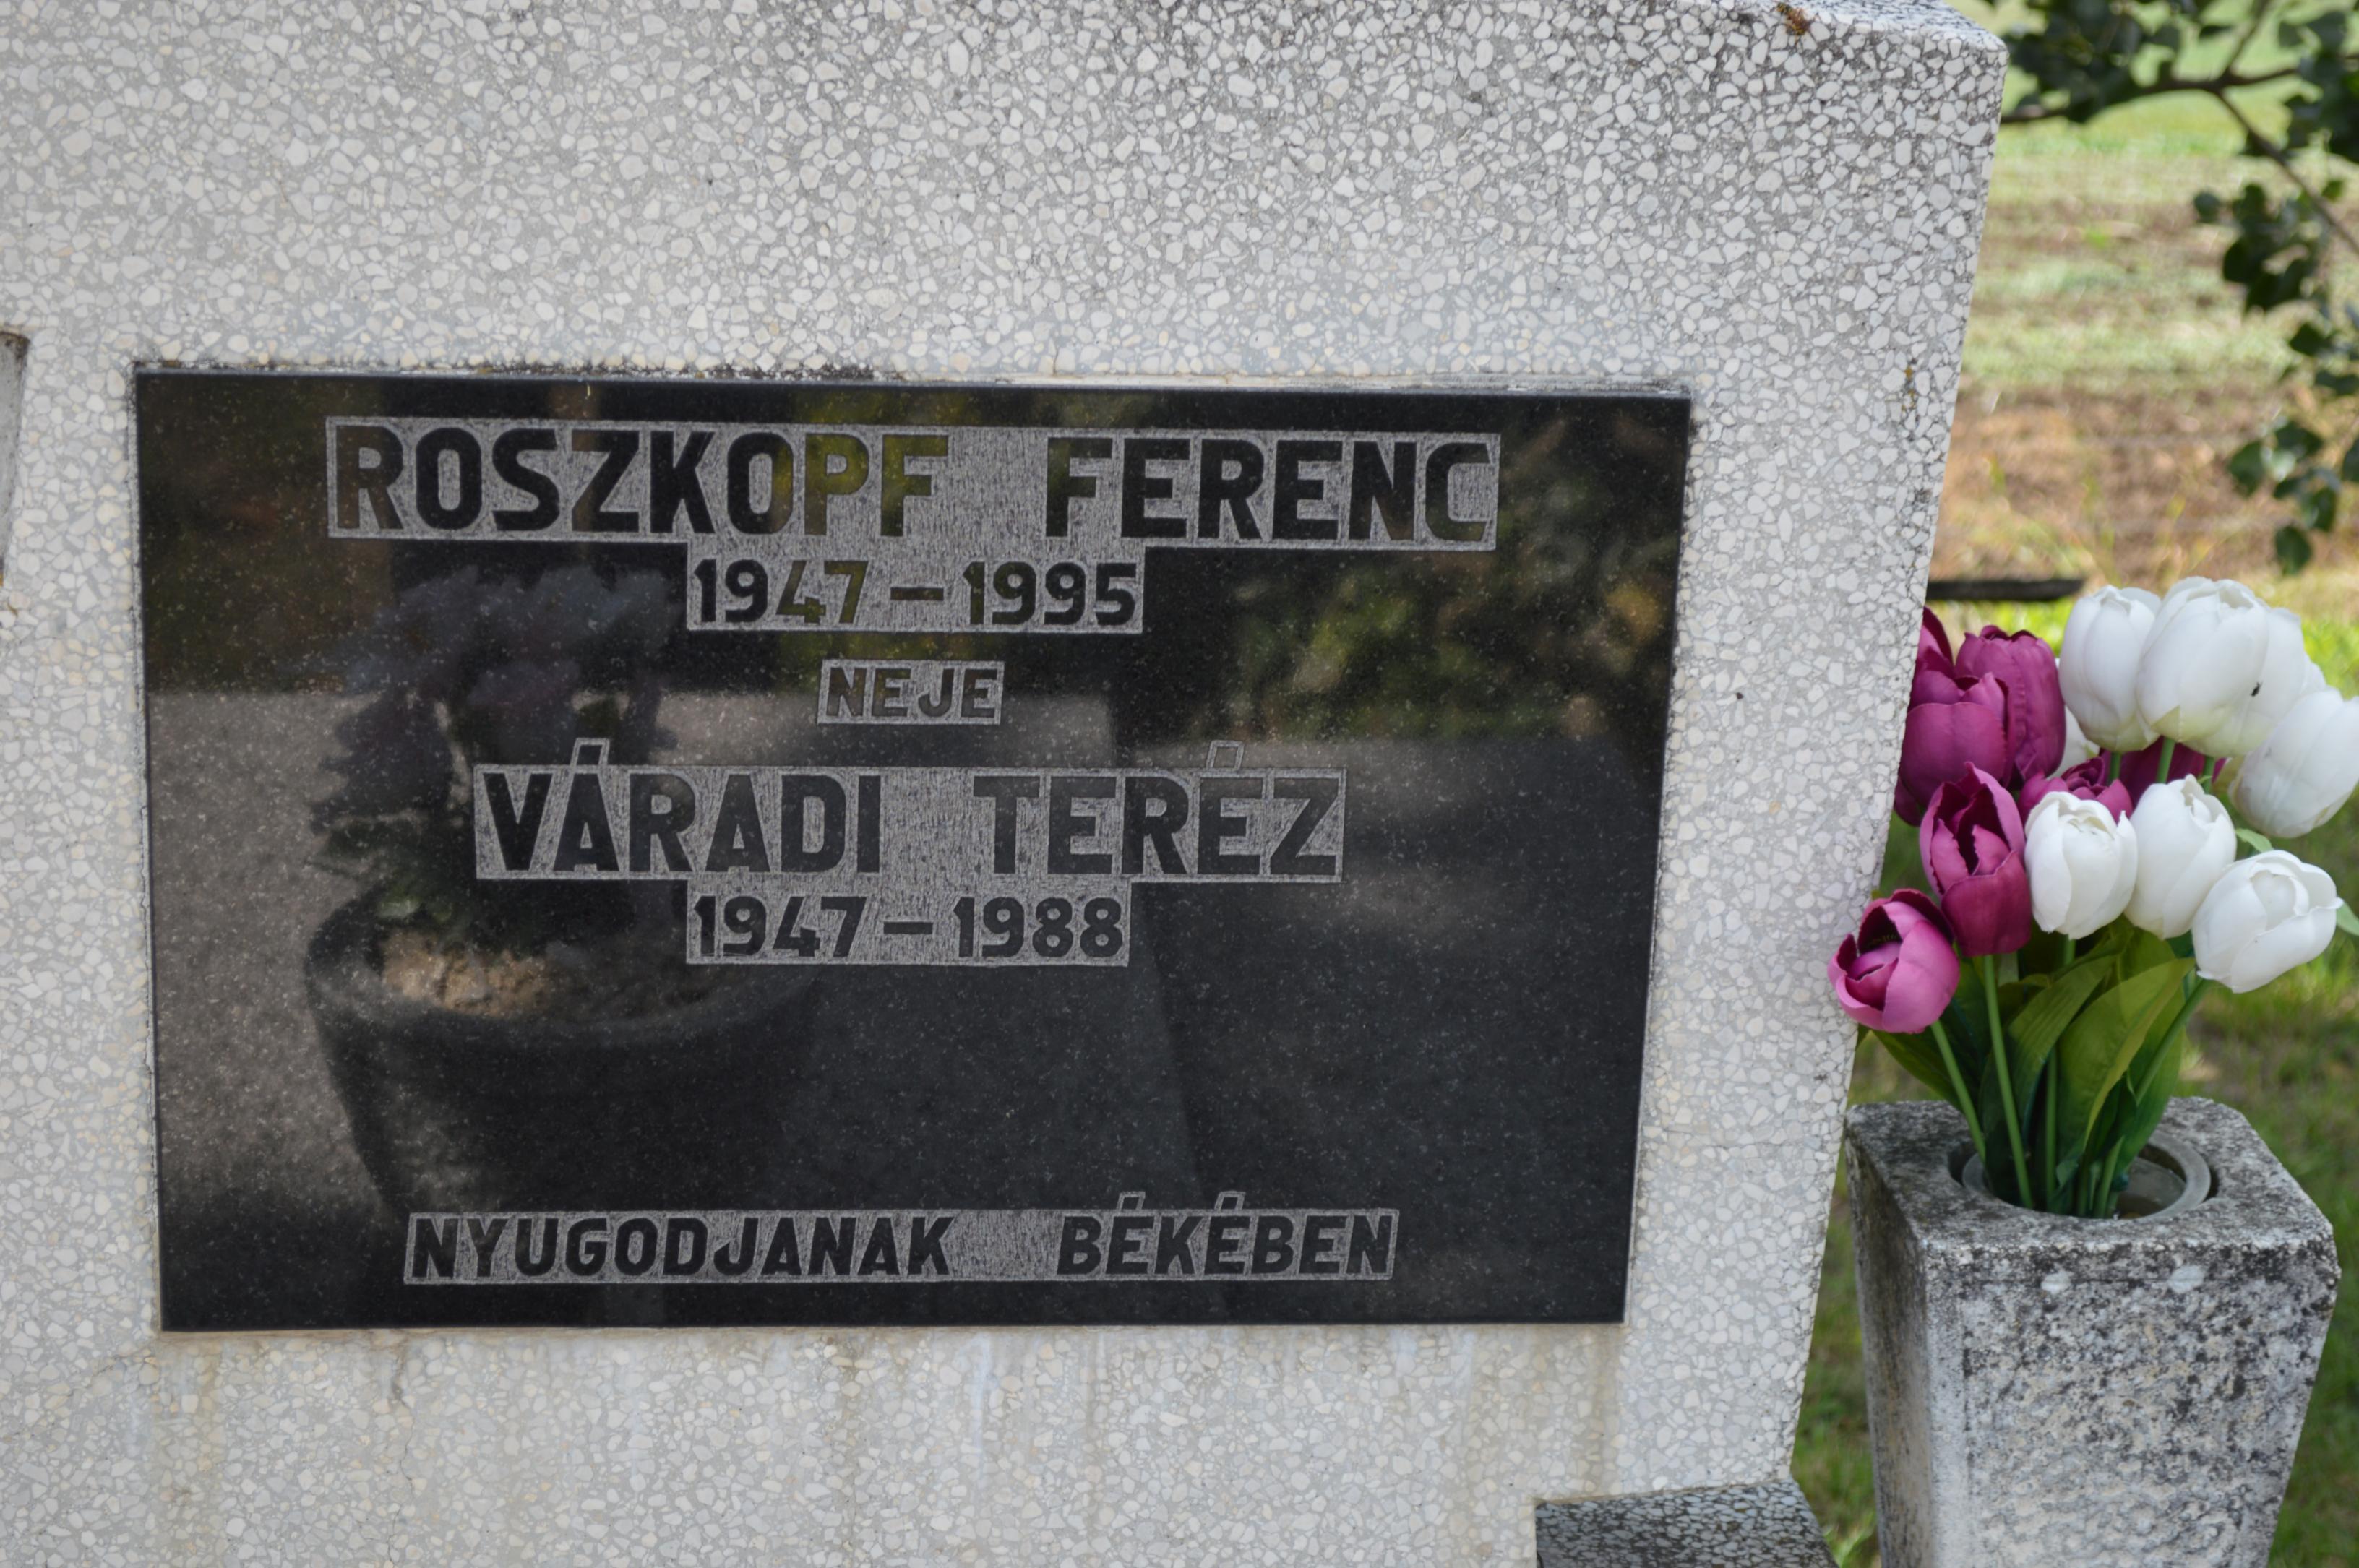 ROSZKOPF FERENC
1947 – 1995
NEJE
VÁRADI TERÉZ
1947 – 1988
NYUGODJANAK BÉKÉBEN